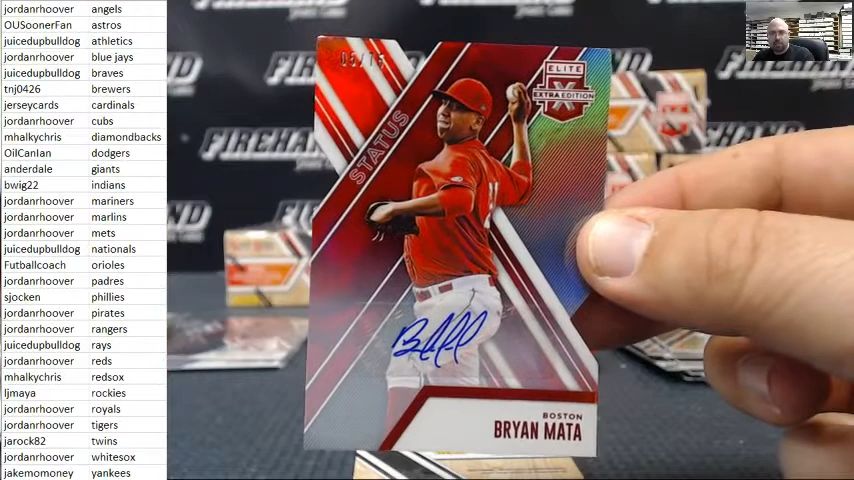 jordanrhoover angels
OUSoonerFan astros
juicedupbulldog athletics
jordanrhoover blue jays
juicedupbulldog braves
tnj0426 brewers
jerseycards cardinals
jordanrhoover cubs
mhalkychris diamondbacks
OilCanIan dodgers
anderdale giants
bwig22 indians
jordanrhoover mariners
jordanrhoover marlins
jordanrhoover mets
juicedupbulldog nationals
Futballcoach orioles
jordanrhoover padres
sjocken phillies
jordanrhoover pirates
jordanrhoover rangers
juicedupbulldog rays
jordanrhoover reds
mhalkychris redsox
ljmaya rockies
jordanrhoover royals
jordanrhoover tigers
jarock82 twins
jordanrhoover whitesox
jakemomoney yankees
FIREHAND
ELITE
X
EXTRA EDITION
STATUS
BOSTON
BRYAN MATA